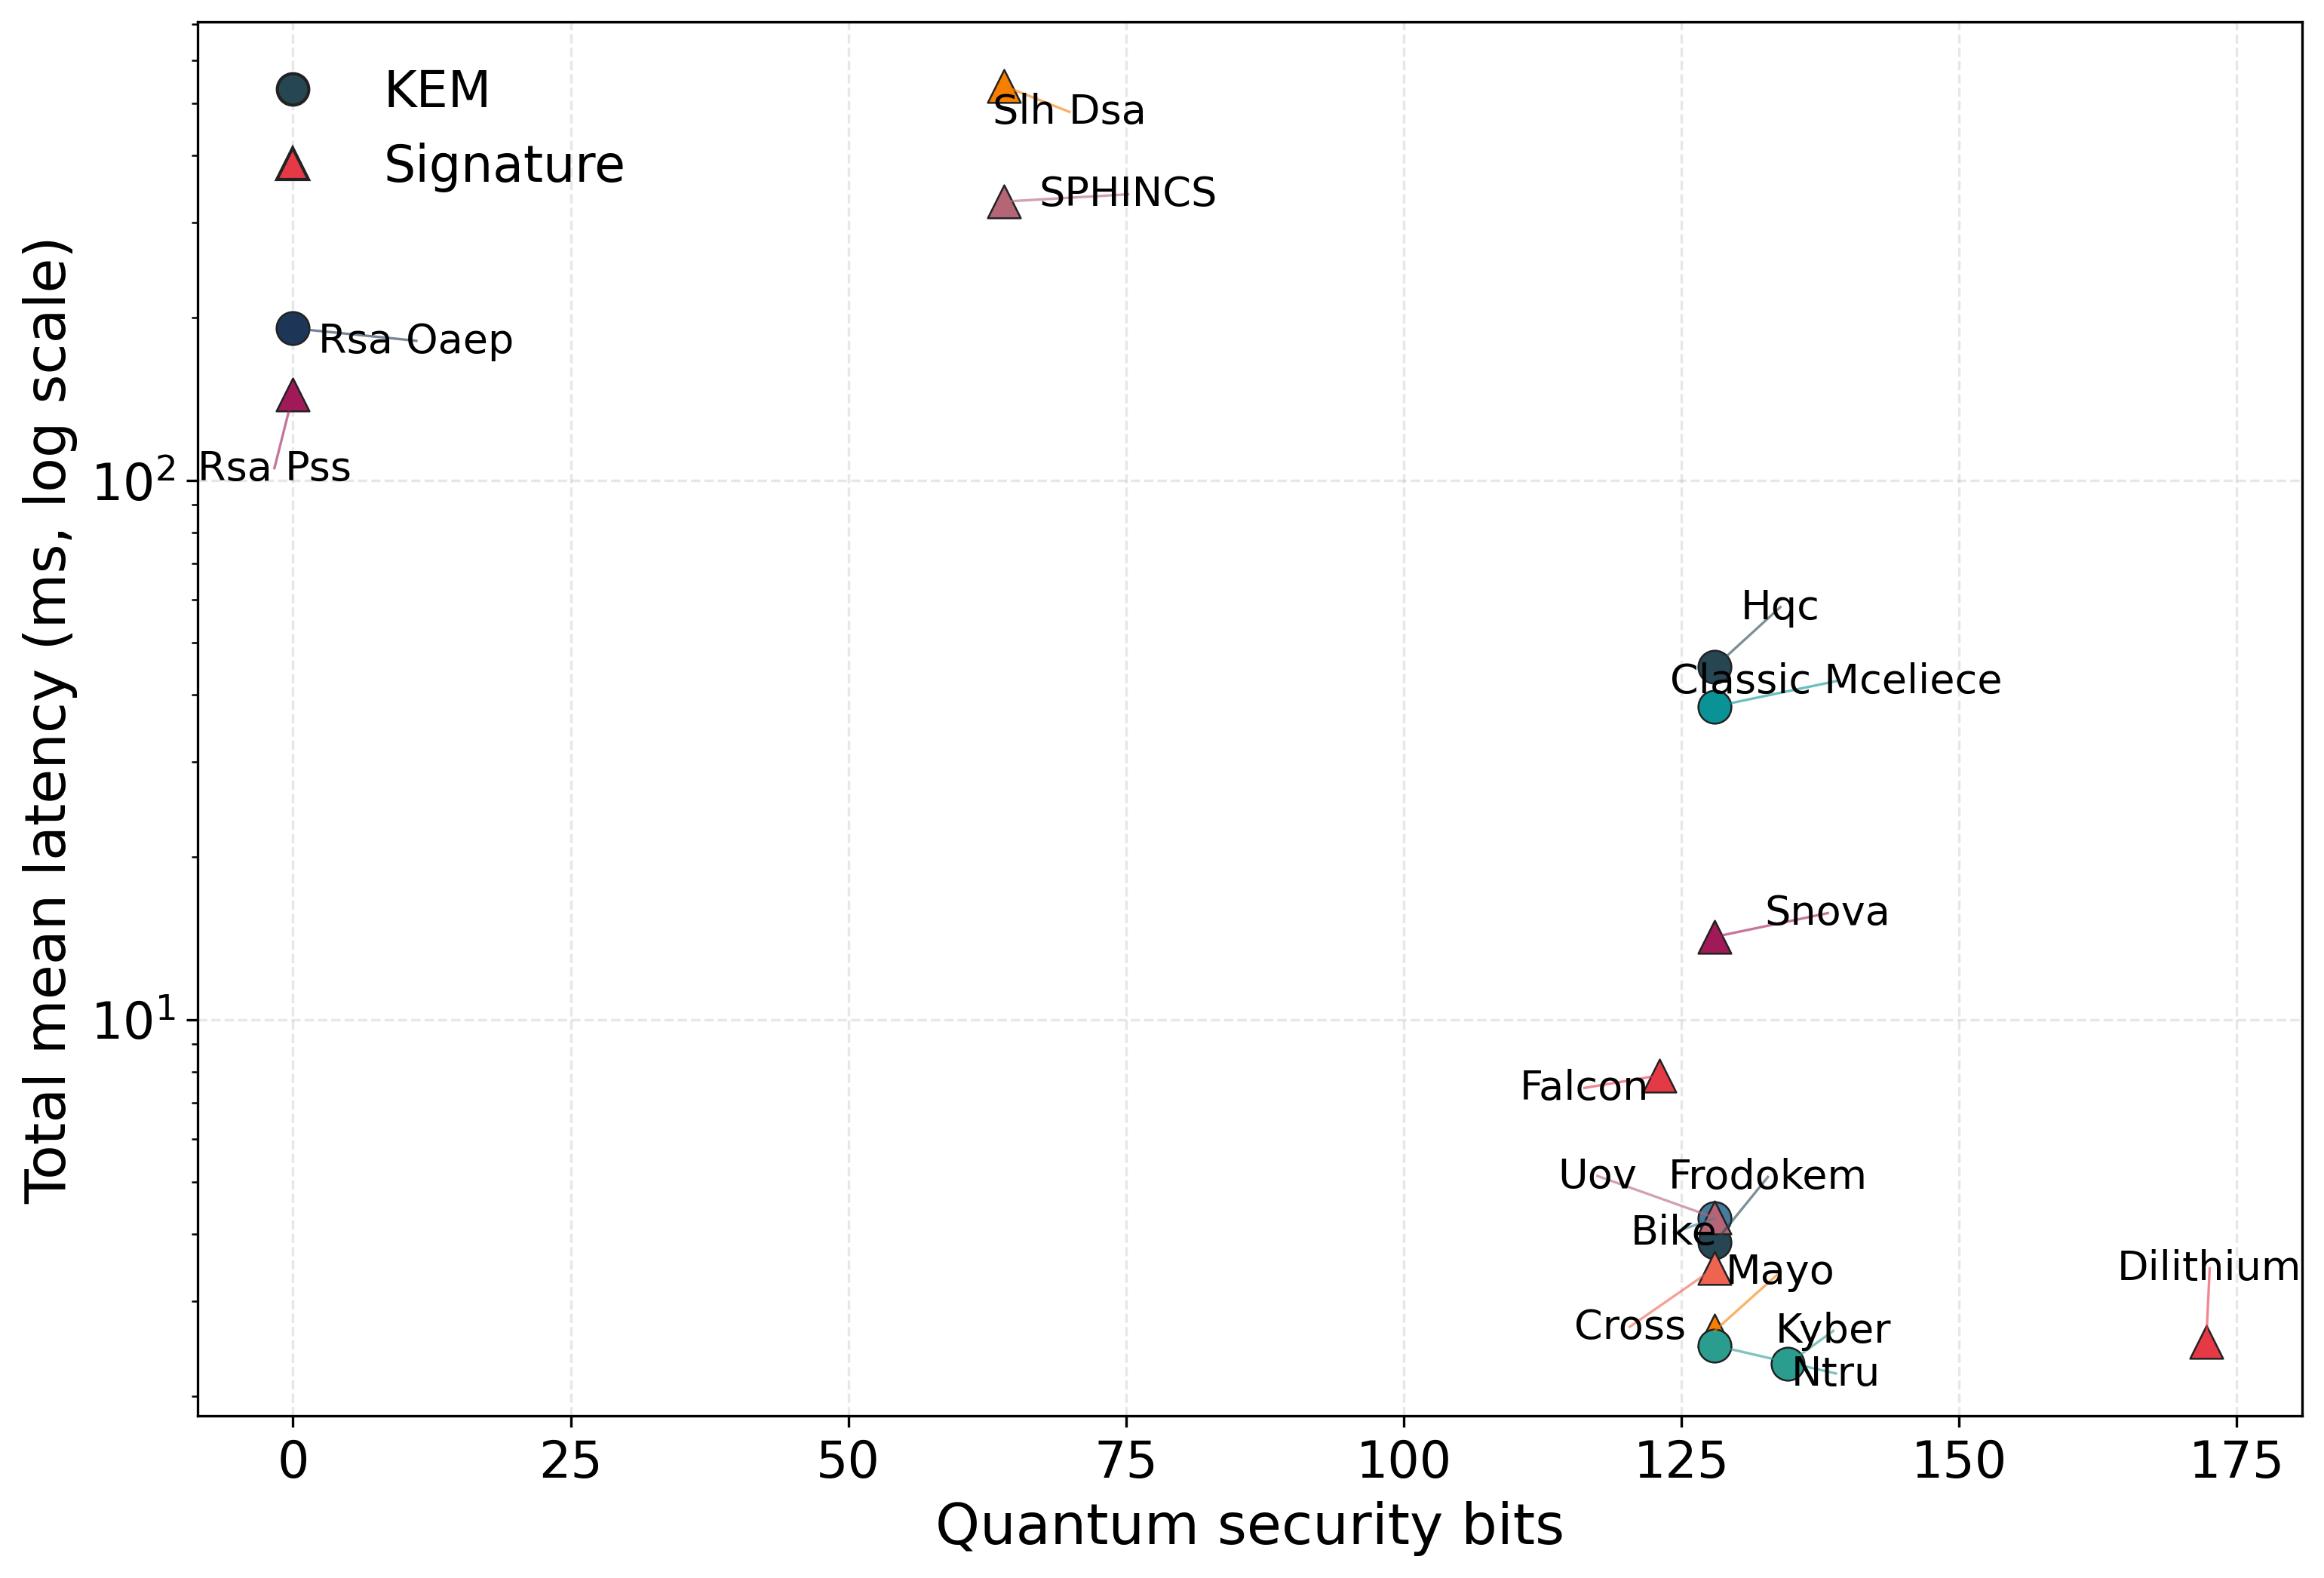 KEM
Signature
Slh Dsa
SPHINCS
Rsa Oaep
Rsa Pss
Hqc
Classic Mceliece
Snova
Falcon
Uov
Frodokem
Bike
Mayo
Dilithium
Cross
Kyber
Ntru
10²
10¹
0 25 50 75 100 125 150 175
Quantum security bits
Total mean latency (ms, log scale)